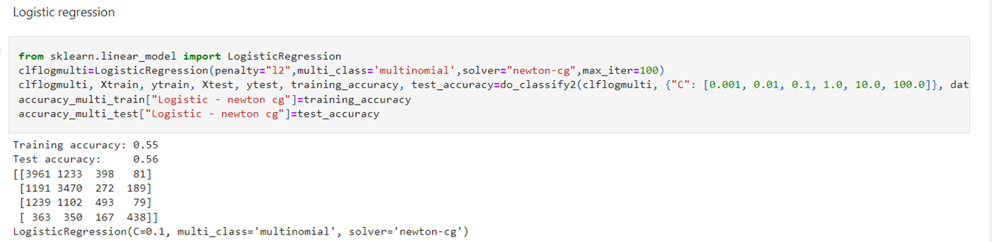 Logistic regression
from sklearn.linear_model import LogisticRegression
clflogmulti=LogisticRegression(penalty="l2",multi_class='multinomial',solver="newton-cg",max_iter=100)
clflogmulti, Xtrain, ytrain, Xtest, ytest, training_accuracy, test_accuracy=do_classify2(clflogmulti, {"C": [0.001, 0.01, 0.1, 1.0, 10.0, 100.0]}, dat
accuracy_multi_train["Logistic - newton cg"]=training_accuracy
accuracy_multi_test["Logistic - newton cg"]=test_accuracy
Training accuracy: 0.55
Test accuracy:     0.56
[[3961 1233  398   81]
 [1191 3470  272  189]
 [1239 1102  493   79]
 [ 363  350  167  438]]
LogisticRegression(C=0.1, multi_class='multinomial', solver='newton-cg')